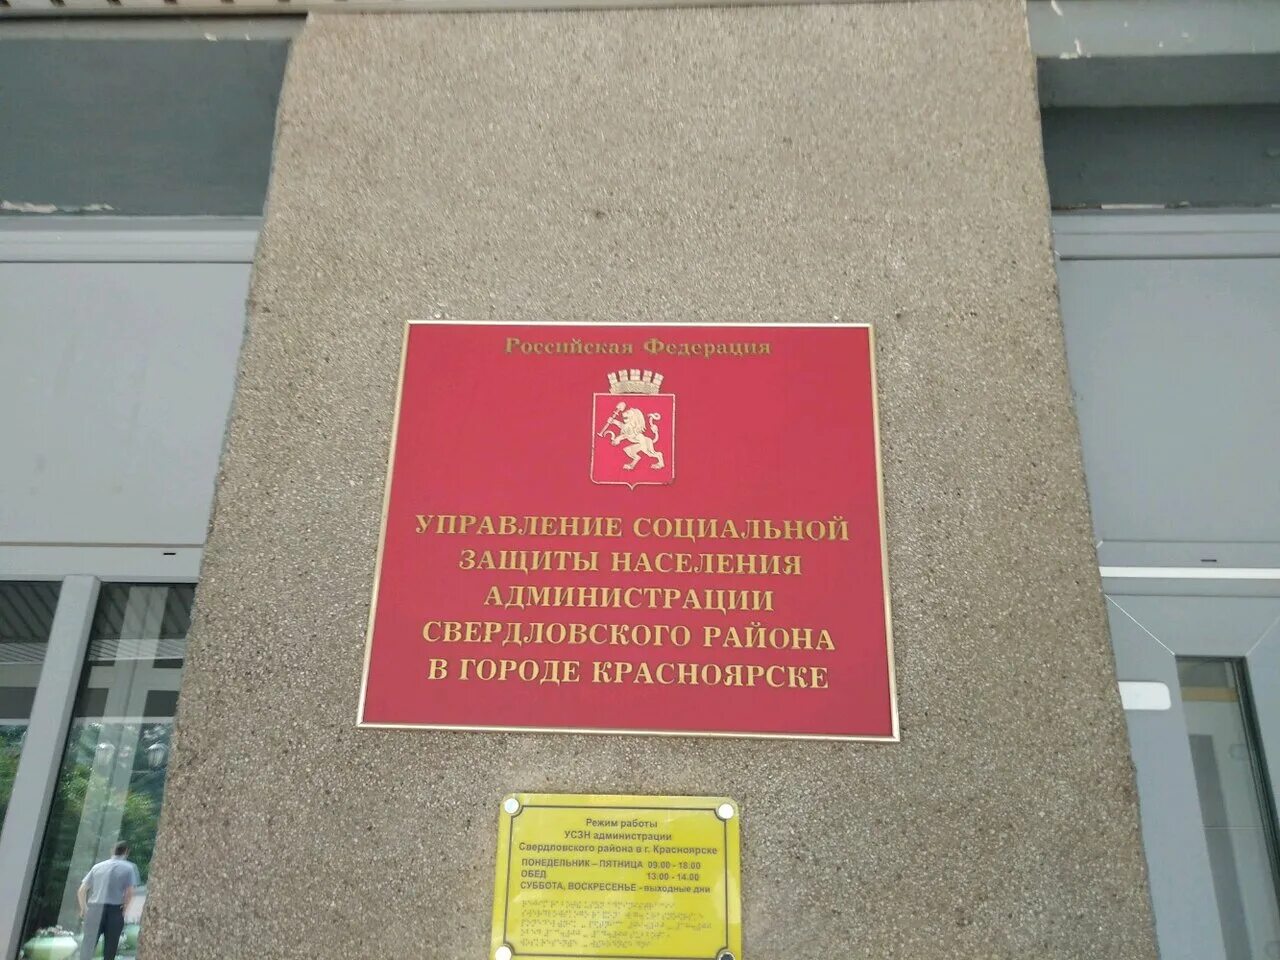 Российская Федерация
УПРАВЛЕНИЕ СОЦИАЛЬНОЙ
ЗАЩИТЫ НАСЕЛЕНИЯ
АДМИНИСТРАЦИИ
СВЕРДЛОВСКОГО РАЙОНА
В ГОРОДЕ КРАСНОЯРСКЕ
Режим работы
УСЗН администрации
Свердловского района в г. Красноярске
ПОНЕДЕЛЬНИК – ПЯТНИЦА 09.00 - 18.00
ОБЕД 13.00 - 14.00
СУББОТА, ВОСКРЕСЕНЬЕ - выходные дни